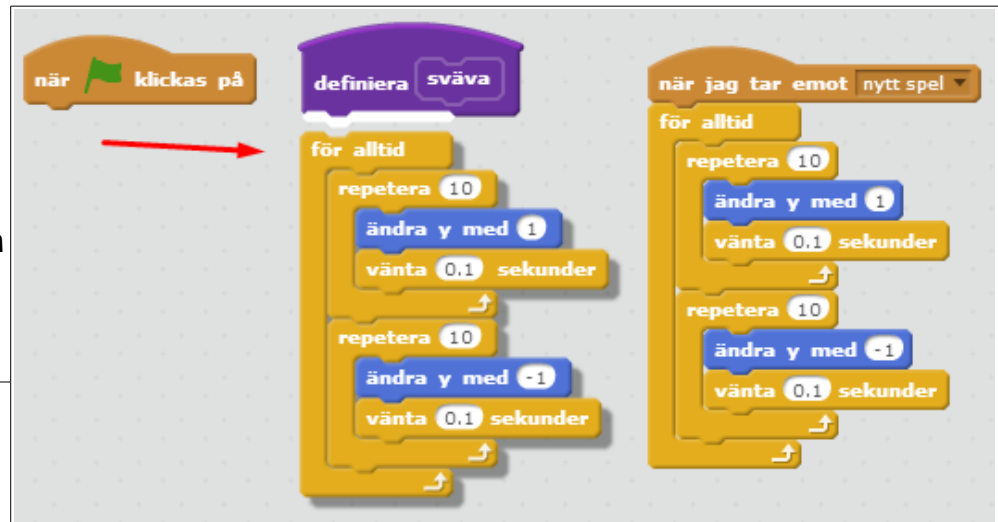 när klickas på
definiera sväva
för alltid
repetera 10
ändra y med 1
vänta 0.1 sekunder
repetera 10
ändra y med -1
vänta 0.1 sekunder
när jag tar emot nytt spel
för alltid
repetera 10
ändra y med 1
vänta 0.1 sekunder
repetera 10
ändra y med -1
vänta 0.1 sekunder